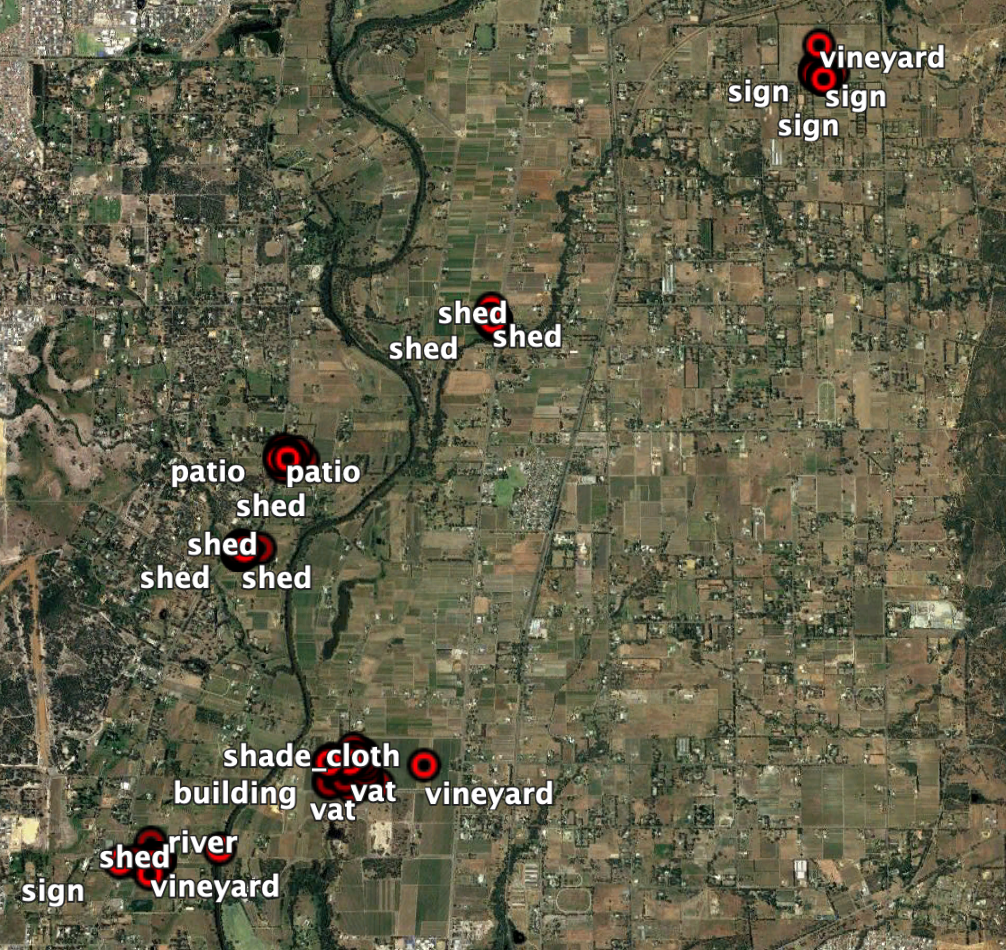 vineyard
sign
sign
sign
shed
shed
shed
patio
patio
shed
shed
shed
shed
shade_cloth
building
vat
vineyard
vat
river
shed
vineyard
sign